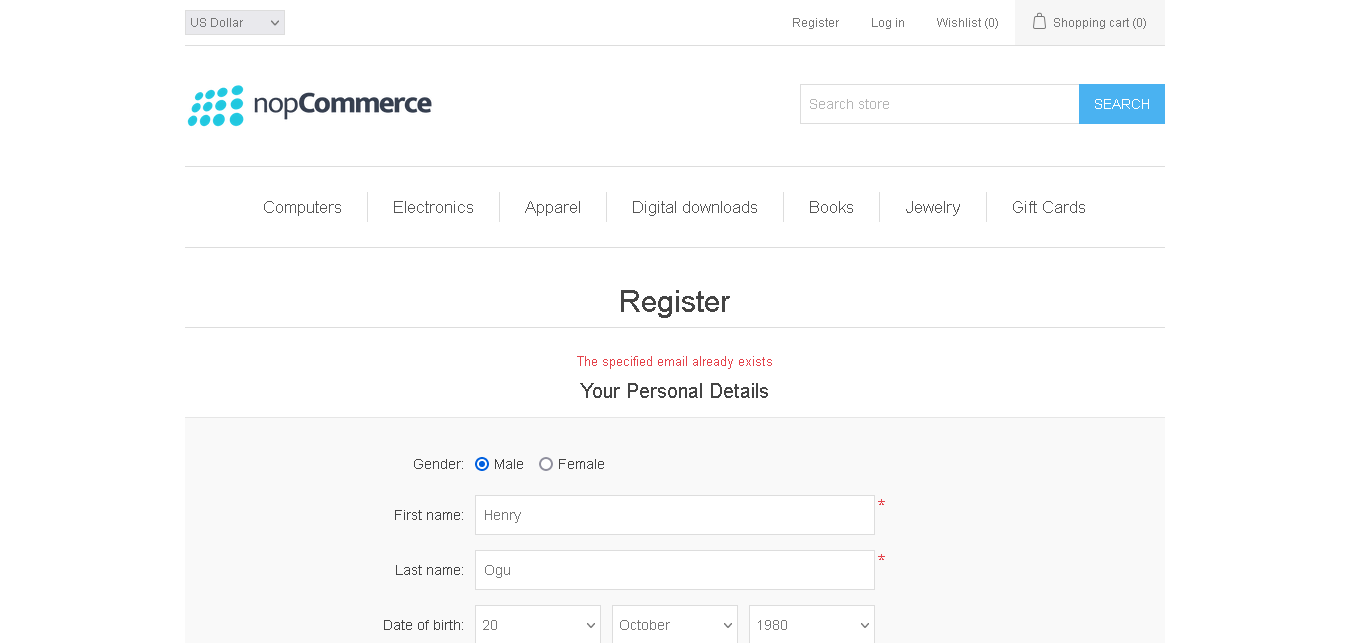 US Dollar Register Log in Wishlist (0) Shopping cart (0)
nopCommerce Search store SEARCH
Computers Electronics Apparel Digital downloads Books Jewelry Gift Cards
Register
The specified email already exists
Your Personal Details
Gender: Male Female
First name: Henry *
Last name: Ogu *
Date of birth: 20 October 1980